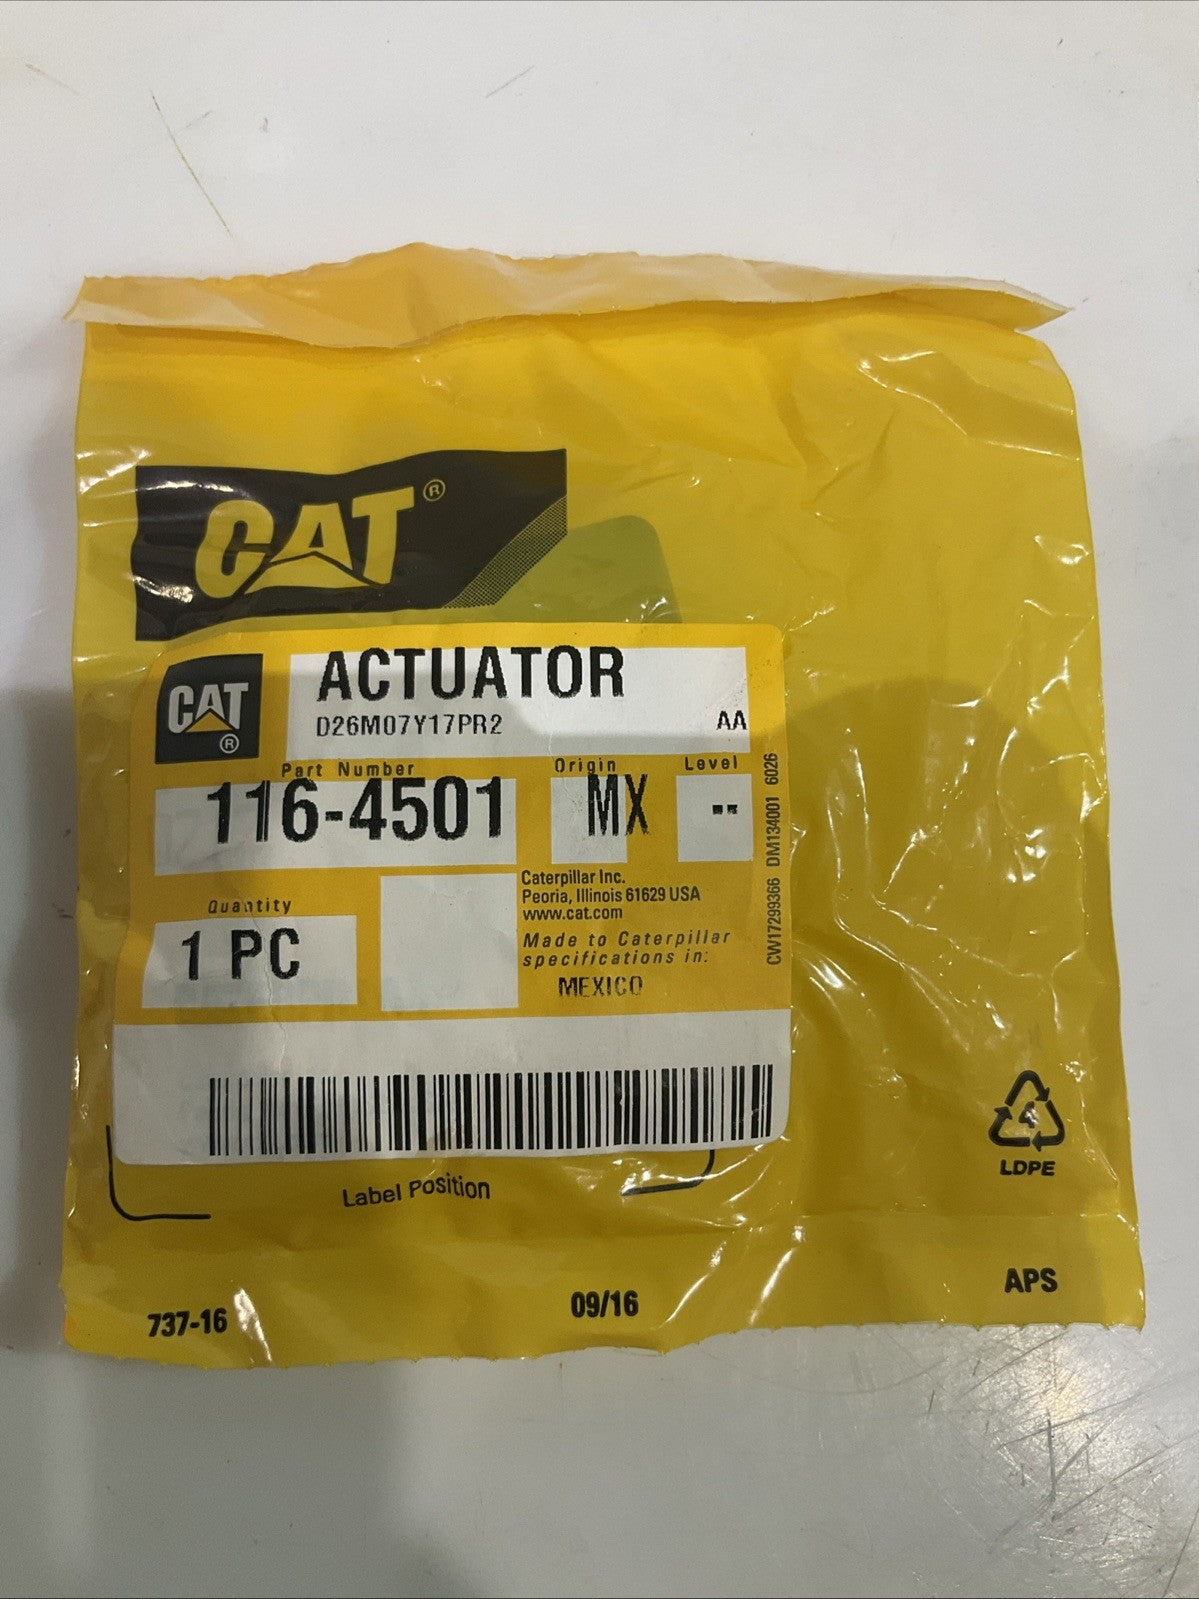 CAT®
CAT®
ACTUATOR
D26M07Y17PR2 AA
Part Number Origin Level
116-4501 MX --
Quantity
1 PC
Caterpillar Inc.
Peoria, Illinois 61629 USA
www.cat.com
Made to Caterpillar
specifications in:
MEXICO
CW17299366 DM134001 6026
Label Position
4
LDPE
737-16 09/16 APS